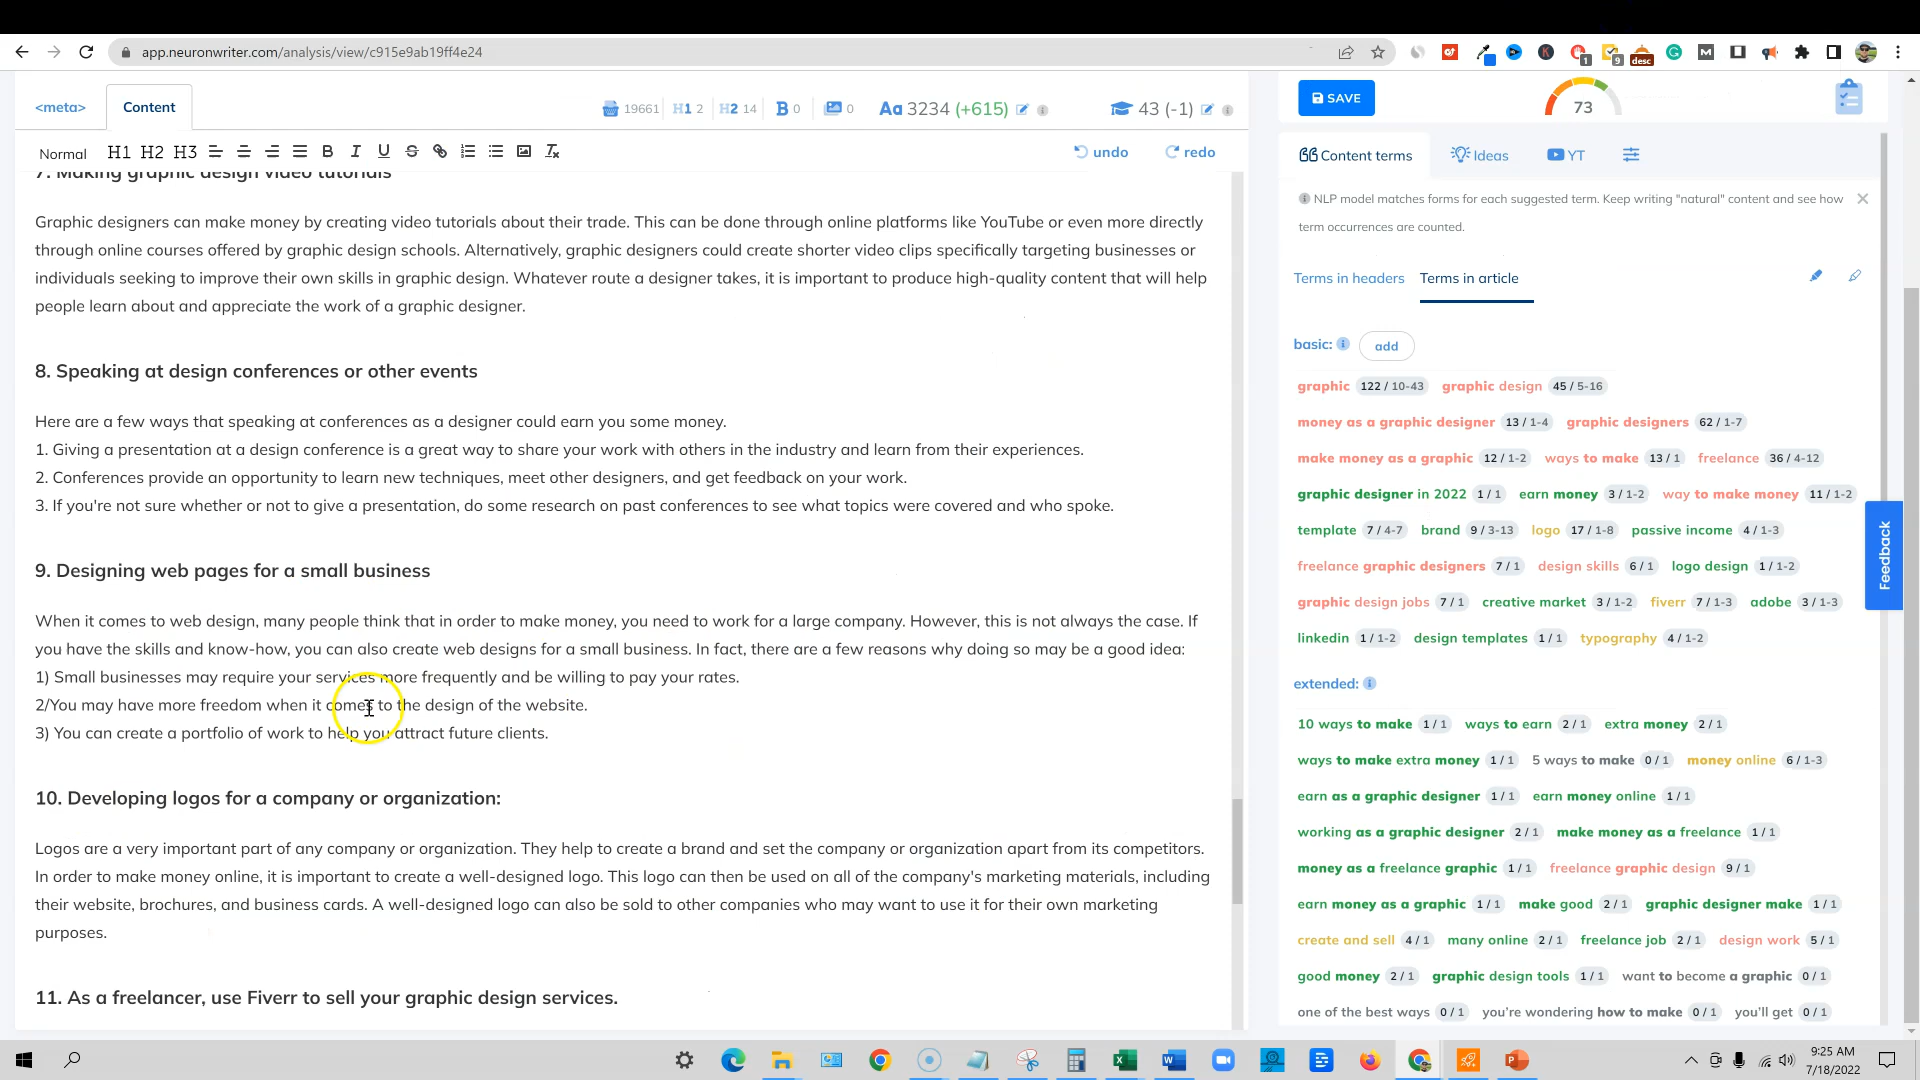 app.neuronwriter.com/analysis/view/c915e9ab19ff4e24
1
9
desc
<meta>
Content
19661
H1 2
H2 14
B 0
0
Aa 3234 (+615)
43 (-1)
Normal
H1 H2 H3
B I U S
undo
redo
7. Making graphic design video tutorials
Graphic designers can make money by creating video tutorials about their trade. This can be done through online platforms like YouTube or even more directly
through online courses offered by graphic design schools. Alternatively, graphic designers could create shorter video clips specifically targeting businesses or
individuals seeking to improve their own skills in graphic design. Whatever route a designer takes, it is important to produce high-quality content that will help
people learn about and appreciate the work of a graphic designer.
8. Speaking at design conferences or other events
Here are a few ways that speaking at conferences as a designer could earn you some money.
1. Giving a presentation at a design conference is a great way to share your work with others in the industry and learn from their experiences.
2. Conferences provide an opportunity to learn new techniques, meet other designers, and get feedback on your work.
3. If you're not sure whether or not to give a presentation, do some research on past conferences to see what topics were covered and who spoke.
9. Designing web pages for a small business
When it comes to web design, many people think that in order to make money, you need to work for a large company. However, this is not always the case. If
you have the skills and know-how, you can also create web designs for a small business. In fact, there are a few reasons why doing so may be a good idea:
1) Small businesses may require your services more frequently and be willing to pay your rates.
2/You may have more freedom when it comes to the design of the website.
3) You can create a portfolio of work to help you attract future clients.
10. Developing logos for a company or organization:
Logos are a very important part of any company or organization. They help to create a brand and set the company or organization apart from its competitors.
In order to make money online, it is important to create a well-designed logo. This logo can then be used on all of the company's marketing materials, including
their website, brochures, and business cards. A well-designed logo can also be sold to other companies who may want to use it for their own marketing
purposes.
11. As a freelancer, use Fiverr to sell your graphic design services.
SAVE
73
Content terms
Ideas
YT
NLP model matches forms for each suggested term. Keep writing "natural" content and see how
term occurrences are counted.
Terms in headers
Terms in article
basic:
add
graphic 122 / 10-43 graphic design 45 / 5-16
money as a graphic designer 13 / 1-4 graphic designers 62 / 1-7
make money as a graphic 12 / 1-2 ways to make 13 / 1 freelance 36 / 4-12
graphic designer in 2022 1 / 1 earn money 3 / 1-2 way to make money 11 / 1-2
template 7 / 4-7 brand 9 / 3-13 logo 17 / 1-8 passive income 4 / 1-3
freelance graphic designers 7 / 1 design skills 6 / 1 logo design 1 / 1-2
graphic design jobs 7 / 1 creative market 3 / 1-2 fiverr 7 / 1-3 adobe 3 / 1-3
linkedin 1 / 1-2 design templates 1 / 1 typography 4 / 1-2
extended:
10 ways to make 1 / 1 ways to earn 2 / 1 extra money 2 / 1
ways to make extra money 1 / 1 5 ways to make 0 / 1 money online 6 / 1-3
earn as a graphic designer 1 / 1 earn money online 1 / 1
working as a graphic designer 2 / 1 make money as a freelance 1 / 1
money as a freelance graphic 1 / 1 freelance graphic design 9 / 1
earn money as a graphic 1 / 1 make good 2 / 1 graphic designer make 1 / 1
create and sell 4 / 1 many online 2 / 1 freelance job 2 / 1 design work 5 / 1
good money 2 / 1 graphic design tools 1 / 1 want to become a graphic 0 / 1
one of the best ways 0 / 1 you're wondering how to make 0 / 1 you'll get 0 / 1
Feedback
9:25 AM
7/18/2022